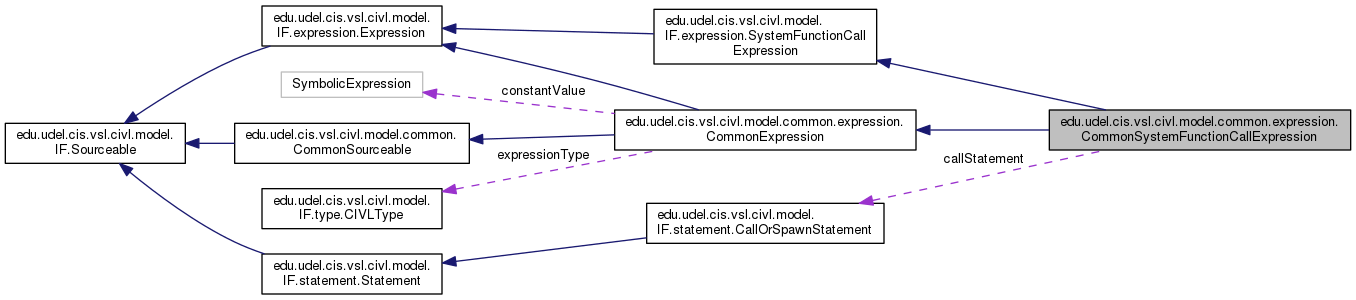 edu.udel.cis.vsl.civl.model.
IF.expression.Expression
edu.udel.cis.vsl.civl.model.
IF.expression.SystemFunctionCall
Expression
SymbolicExpression
constantValue
edu.udel.cis.vsl.civl.model.
IF.Sourceable
edu.udel.cis.vsl.civl.model.common.
CommonSourceable
edu.udel.cis.vsl.civl.model.common.expression.
CommonExpression
edu.udel.cis.vsl.civl.model.common.expression.
CommonSystemFunctionCallExpression
expressionType
callStatement
edu.udel.cis.vsl.civl.model.
IF.type.CIVLType
edu.udel.cis.vsl.civl.model.
IF.statement.CallOrSpawnStatement
edu.udel.cis.vsl.civl.model.
IF.statement.Statement